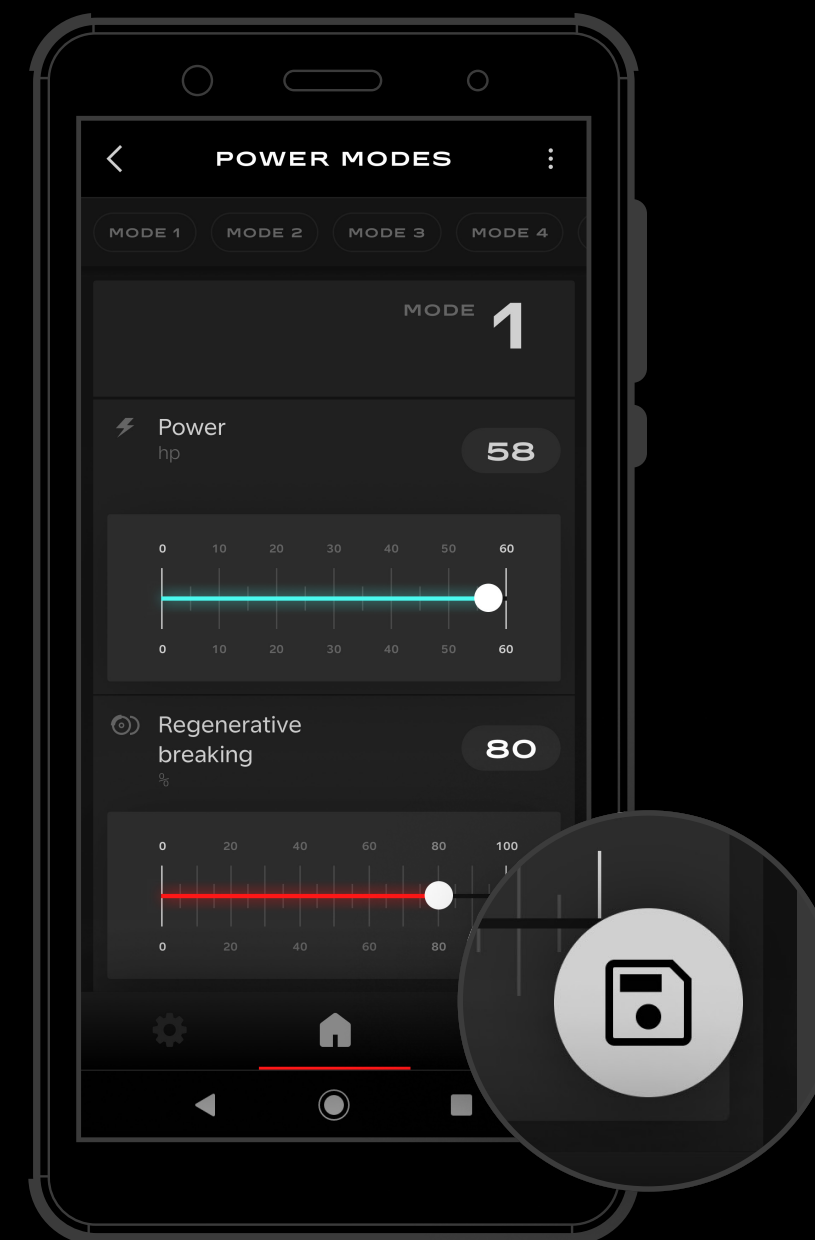 POWER MODES
MODE 1 MODE 2 MODE 3 MODE 4
MODE 1
Power
hp
58
0 10 20 30 40 50 60
0 10 20 30 40 50 60
Regenerative
breaking
%
80
0 20 40 60 80 100
0 20 40 60 80